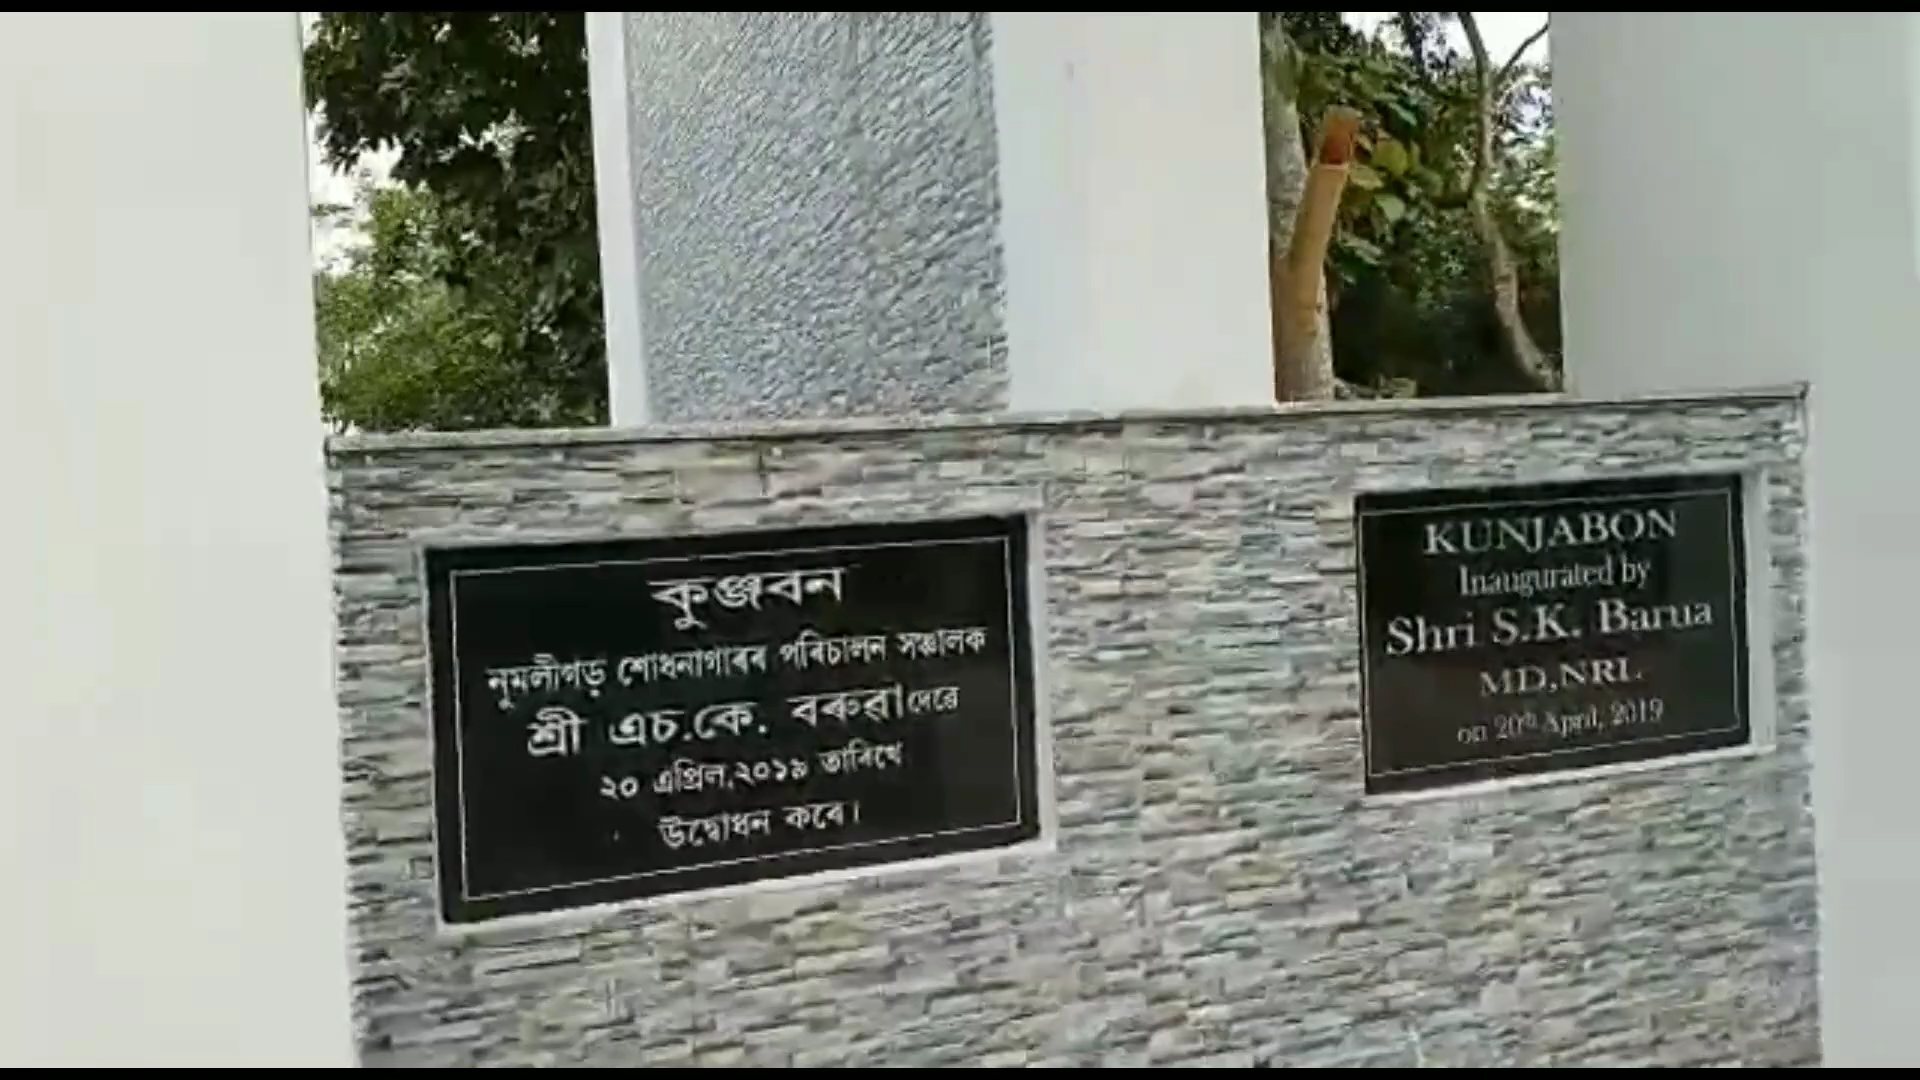 কুঞ্জবন
নুমলীগড় শোধনাগাৰৰ পৰিচালন সঞ্চালক
শ্ৰী এচ.কে. বৰুৱা দেৱে
২০ এপ্ৰিল,২০১৯ তাৰিখে
উদ্বোধন কৰে।
KUNJABON
Inaugurated by
Shri S.K. Barua
MD,NRL
on 20th April, 2019